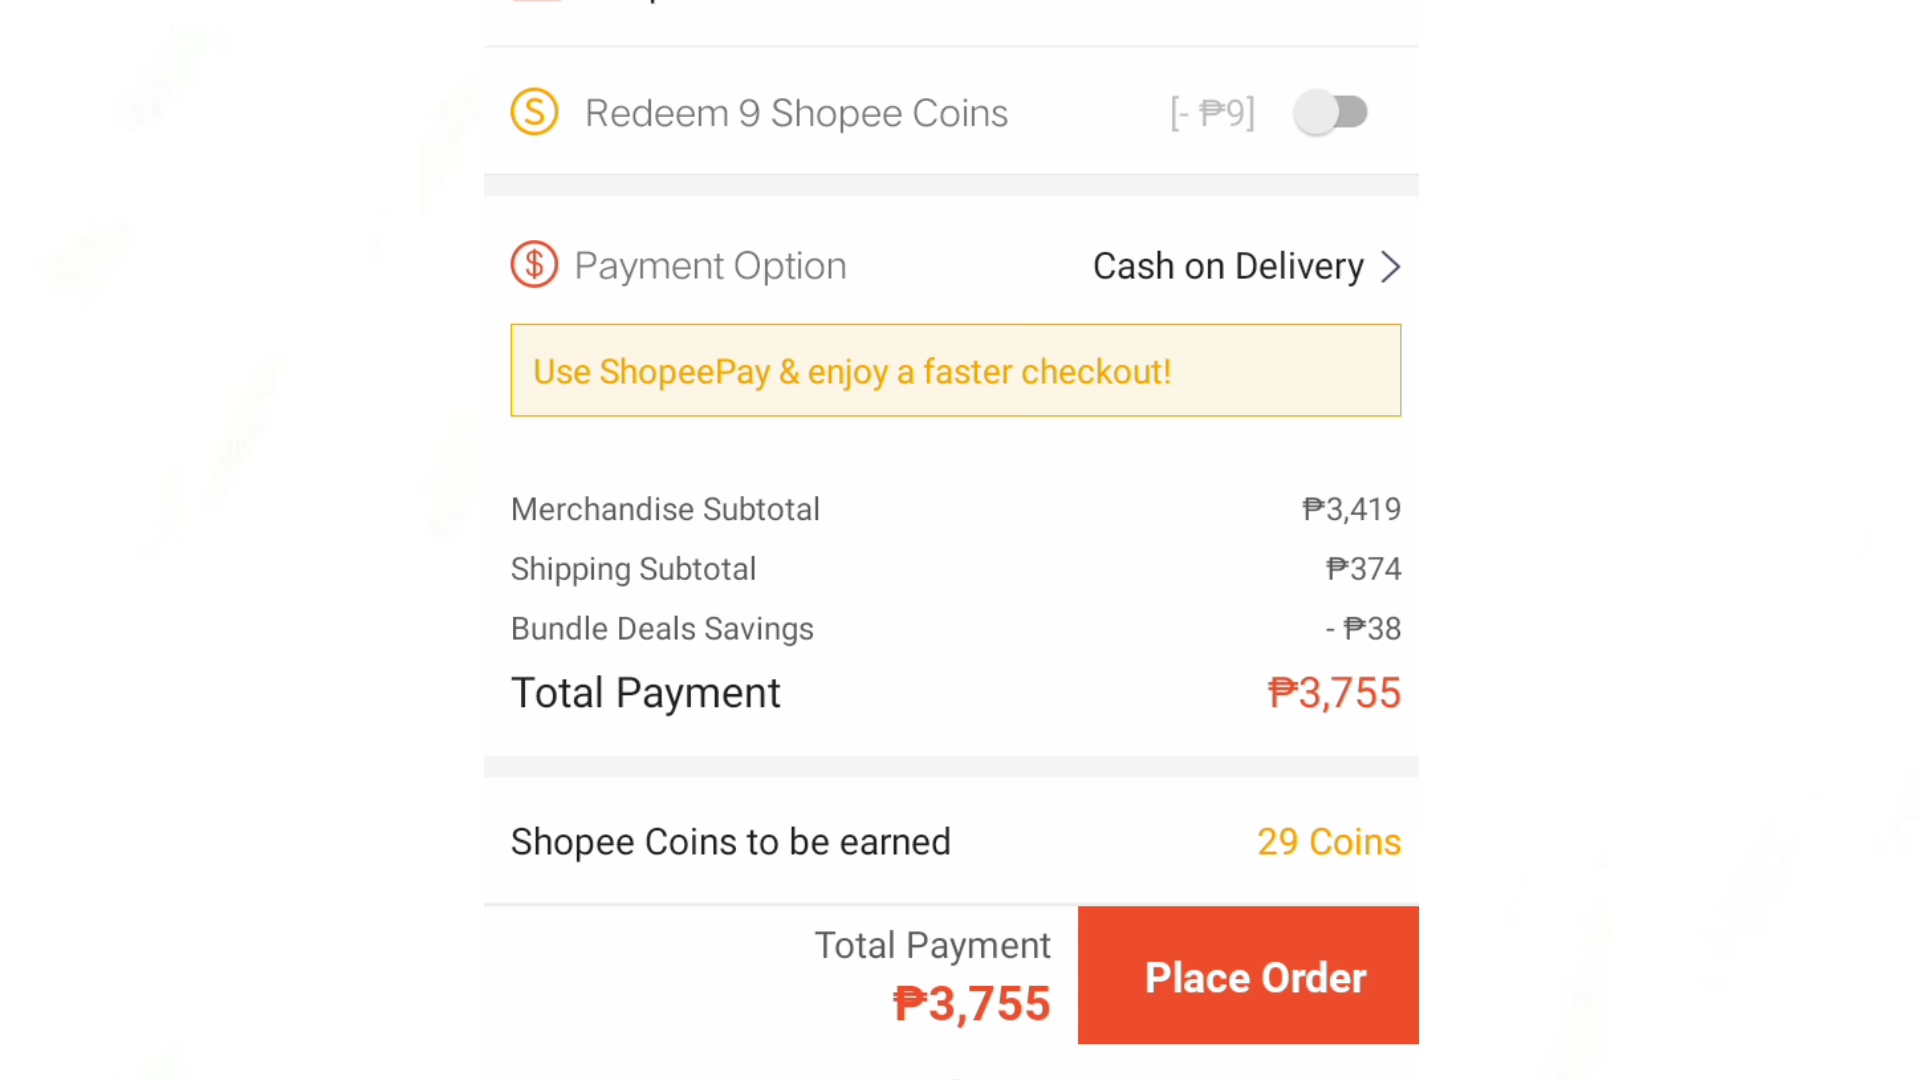 Redeem 9 Shopee Coins [- ₱9]
Payment Option Cash on Delivery
Use ShopeePay & enjoy a faster checkout!
Merchandise Subtotal ₱3,419
Shipping Subtotal ₱374
Bundle Deals Savings - ₱38
Total Payment ₱3,755
Shopee Coins to be earned 29 Coins
Total Payment
₱3,755
Place Order